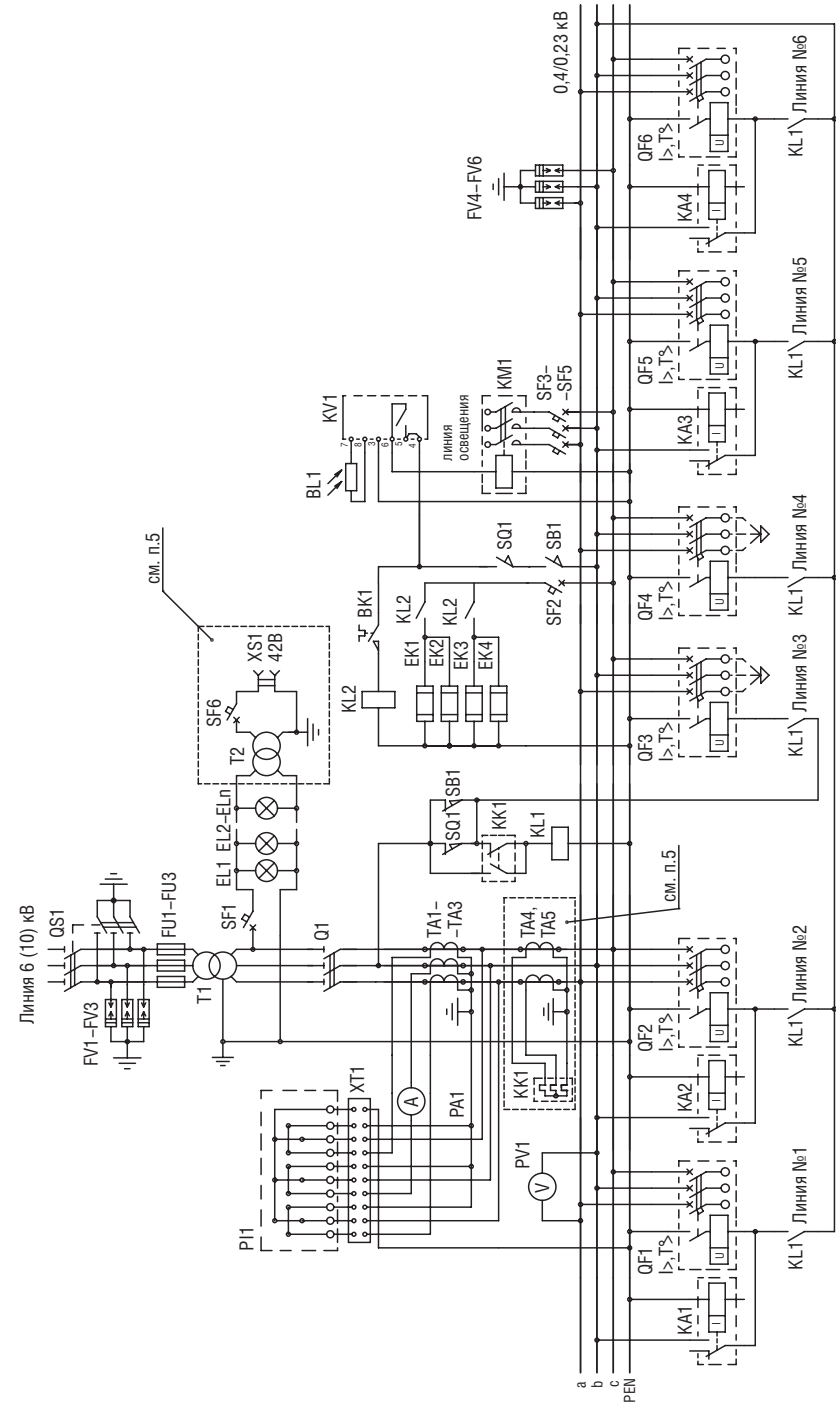 Линия 6 (10) кВ
QS1
FV1–FV3
FU1–FU3
T1
SF1
EL1
EL2–ELn
T2
SF6
XS1
42В
см. п.5
Q1
PI1
XT1
A
PA1
TA1–
–TA3
TA4,
TA5
KK1
см. п.5
PV1
V
SQ1
SB1
KK1
KL1
KL2
BK1
EK1
KL2
EK2
EK3
KL2
EK4
SF2
SQ1
SB1
BL1
KV1
7
8
3
6
5
4
ЛИНИЯ
ОСВЕЩЕНИЯ
KM1
SF3–
–SF5
FV4–FV6
0,4/0,23 кВ
a
b
c
PEN
KA1
I
QF1
I>,T°>
U
KL1
Линия №1
KA2
I
QF2
I>,T°>
U
KL1
Линия №2
QF3
I>,T°>
U
KL1
Линия №3
QF4
I>,T°>
U
KL1
Линия №4
KA3
I
QF5
I>,T°>
U
KL1
Линия №5
KA4
I
QF6
I>,T°>
U
KL1
Линия №6